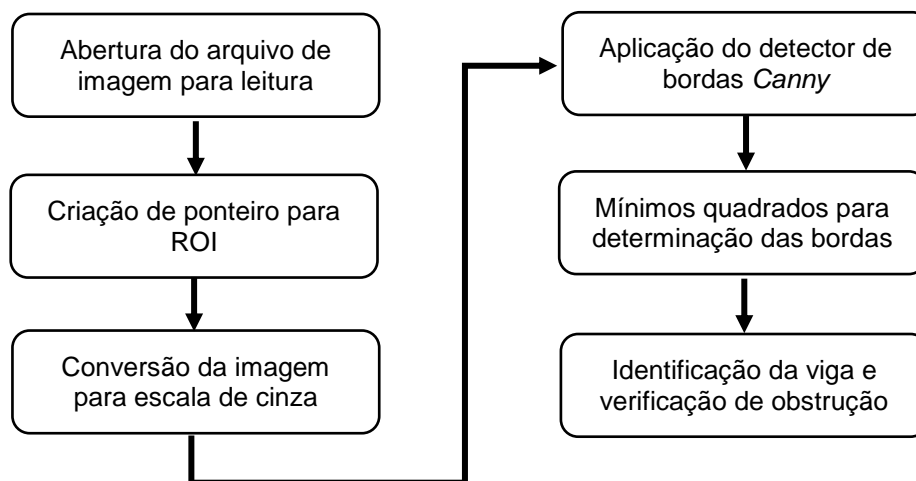 Abertura do arquivo de
imagem para leitura
Criação de ponteiro para
ROI
Conversão da imagem
para escala de cinza
Aplicação do detector de
bordas Canny
Mínimos quadrados para
determinação das bordas
Identificação da viga e
verificação de obstrução